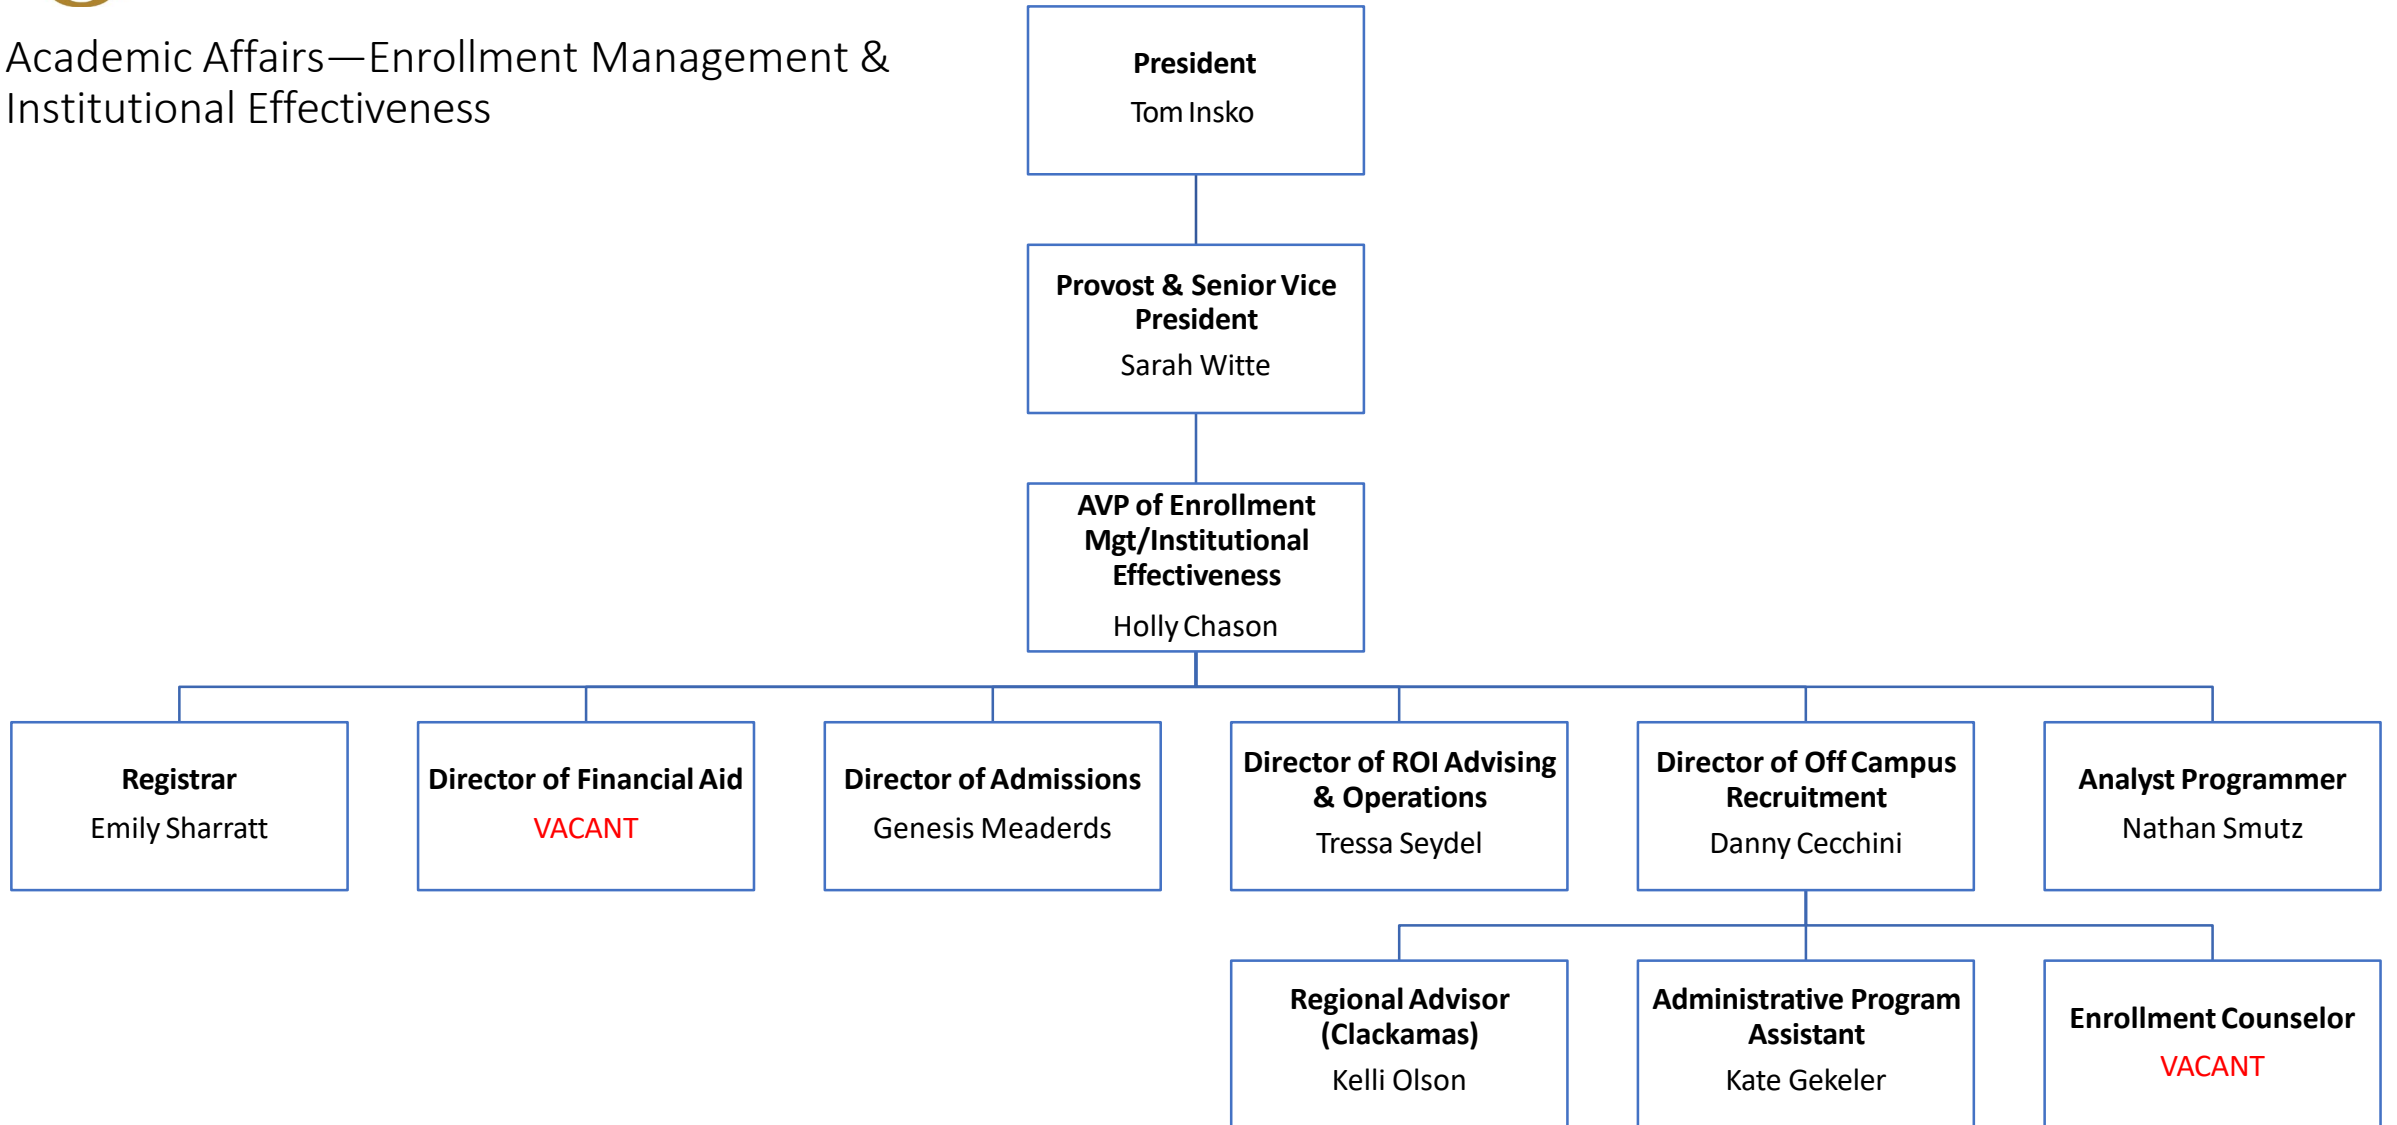 Academic Affairs—Enrollment Management &
Institutional Effectiveness
President
Tom Insko
Provost & Senior Vice
President
Sarah Witte
AVP of Enrollment
Mgt/Institutional
Effectiveness
Holly Chason
Registrar
Emily Sharratt
Director of Financial Aid
VACANT
Director of Admissions
Genesis Meaderds
Director of ROI Advising
& Operations
Tressa Seydel
Director of Off Campus
Recruitment
Danny Cecchini
Analyst Programmer
Nathan Smutz
Regional Advisor
(Clackamas)
Kelli Olson
Administrative Program
Assistant
Kate Gekeler
Enrollment Counselor
VACANT